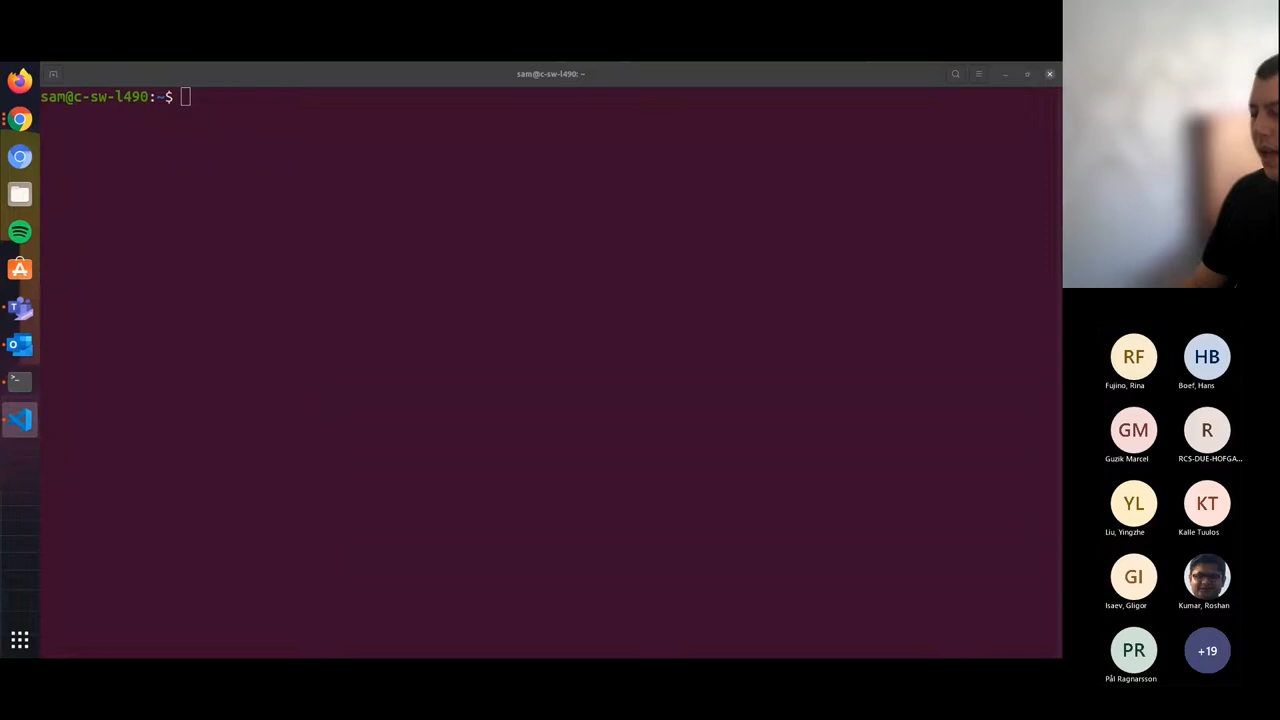 sam@c-sw-l490: ~
sam@c-sw-l490:~$
RF
Fujino, Rina
HB
Boef, Hans
GM
Guzik Marcel
R
RCS-DUE-HOFGA...
YL
Liu, Yingzhe
KT
Kalle Tuulos
GI
Isaev, Gligor
Kumar, Roshan
PR
Pål Ragnarsson
+19